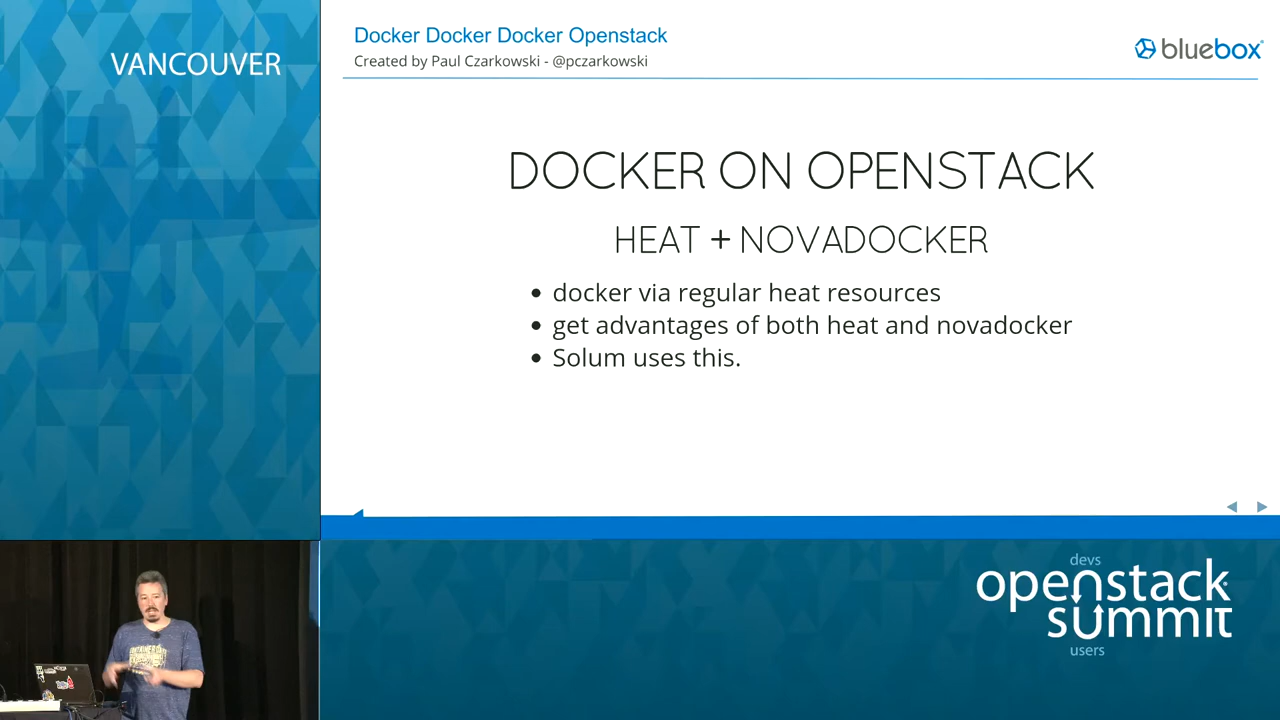 VANCOUVER
Docker Docker Docker Openstack
Created by Paul Czarkowski - @pczarkowski
bluebox
DOCKER ON OPENSTACK
HEAT + NOVADOCKER
docker via regular heat resources
get advantages of both heat and novadocker
Solum uses this.
devs
openstack
summit
users